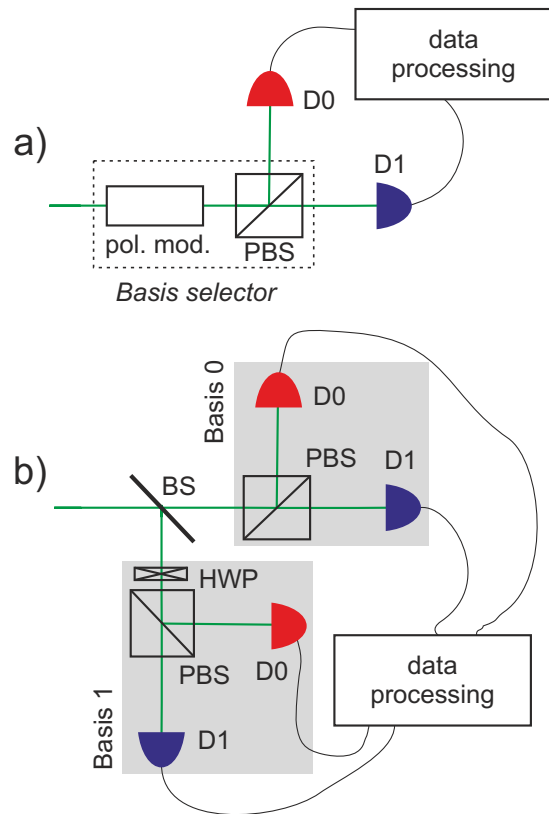 data
processing
D0
a)
D1
pol. mod.
PBS
Basis selector
Basis 0
D0
PBS
D1
b)
BS
HWP
PBS
D0
Basis 1
D1
data
processing